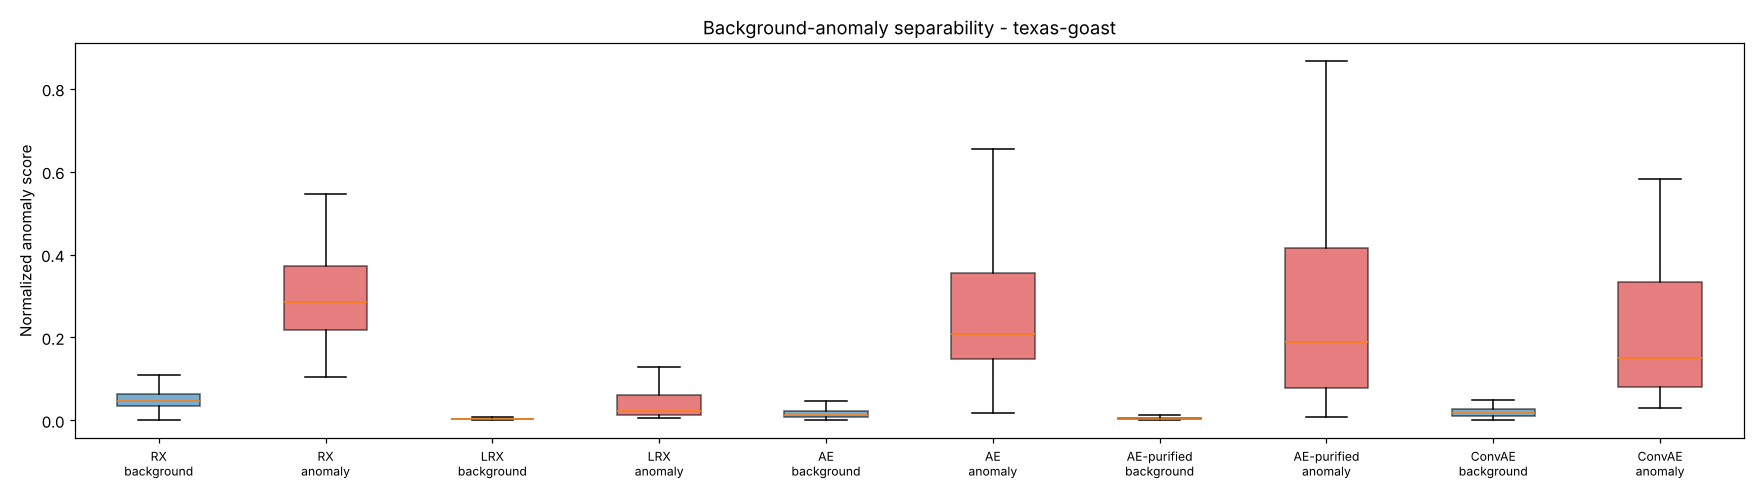 Background-anomaly separability - texas-goast
Normalized anomaly score
0.8
0.6
0.4
0.2
0.0
RX
background
RX
anomaly
LRX
background
LRX
anomaly
AE
background
AE
anomaly
AE-purified
background
AE-purified
anomaly
ConvAE
background
ConvAE
anomaly